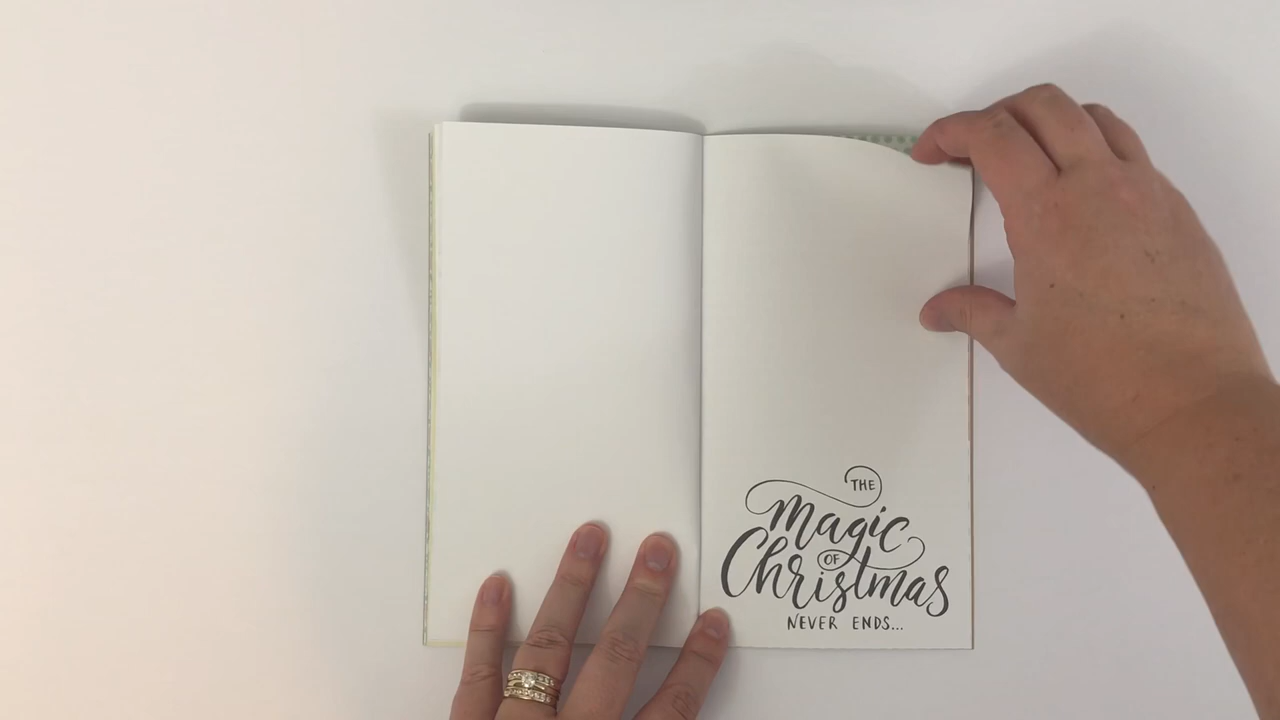 THE
Magic
OF
Christmas
NEVER ENDS...